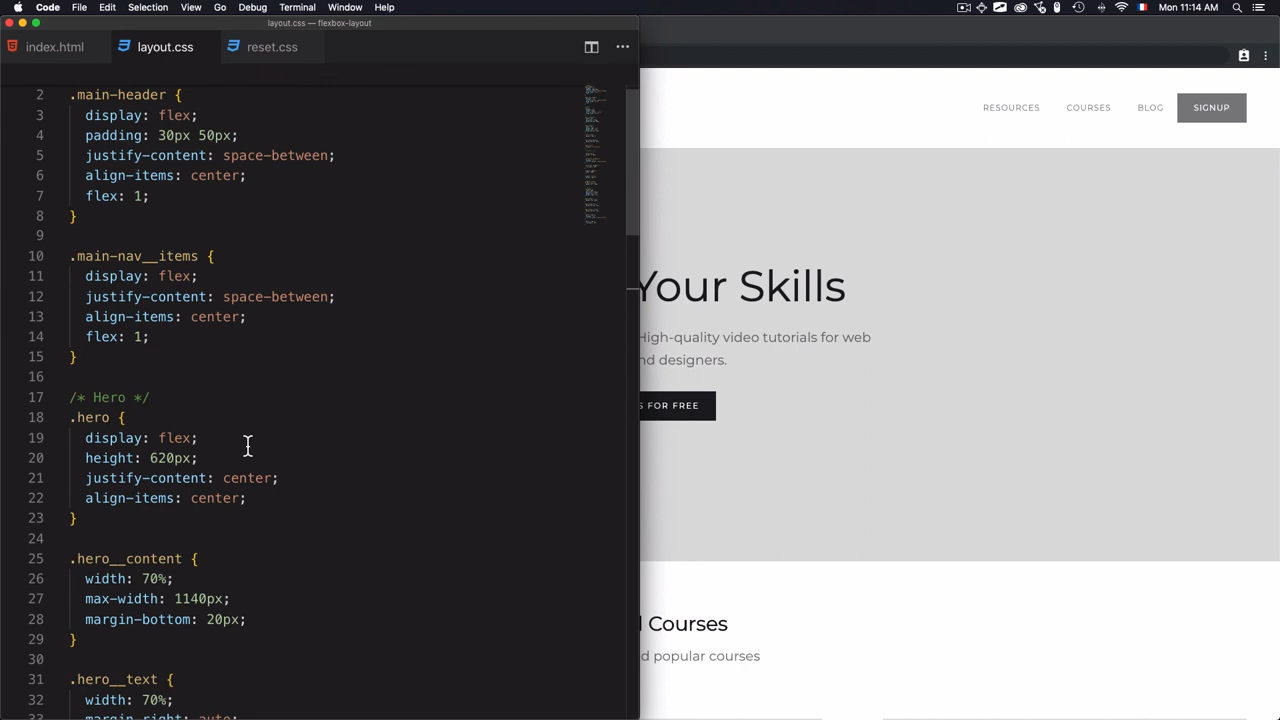 Code File Edit Selection View Go Debug Terminal Window Help
Mon 11:14 AM
layout.css — flexbox-layout
index.html layout.css reset.css
2 .main-header {
3 display: flex;
4 padding: 30px 50px;
5 justify-content: space-between;
6 align-items: center;
7 flex: 1;
8 }
9
10 .main-nav__items {
11 display: flex;
12 justify-content: space-between;
13 align-items: center;
14 flex: 1;
15 }
16
17 /* Hero */
18 .hero {
19 display: flex;
20 height: 620px;
21 justify-content: center;
22 align-items: center;
23 }
24
25 .hero__content {
26 width: 70%;
27 max-width: 1140px;
28 margin-bottom: 20px;
29 }
30
31 .hero__text {
32 width: 70%;
33 margin-right: auto;
RESOURCES COURSES BLOG SIGNUP
Your Skills
High-quality video tutorials for web
nd designers.
S FOR FREE
l Courses
d popular courses